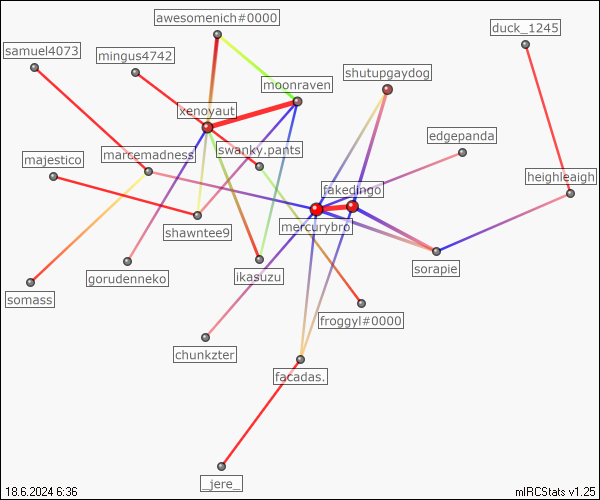 awesomenich#0000
duck_1245
samuel4073
mingus4742
shutupgaydog
moonraven
xenoyaut
edgepanda
swanky.pants
majestico
marcemadness
heighleaigh
fakedingo
mercurybro
shawntee9
sorapie
gorudenneko
ikasuzu
somass
froggyl#0000
chunkzter
facadas.
_jere_
18.6.2024 6:36
mIRCStats v1.25